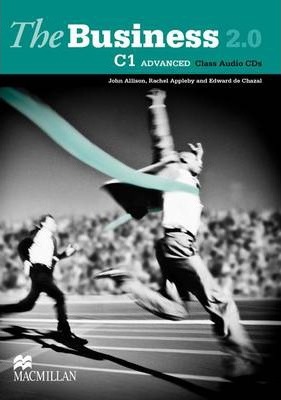 The Business 2.0
C1 ADVANCED Class Audio CDs
John Allison, Rachel Appleby and Edward de Chazal
MACMILLAN